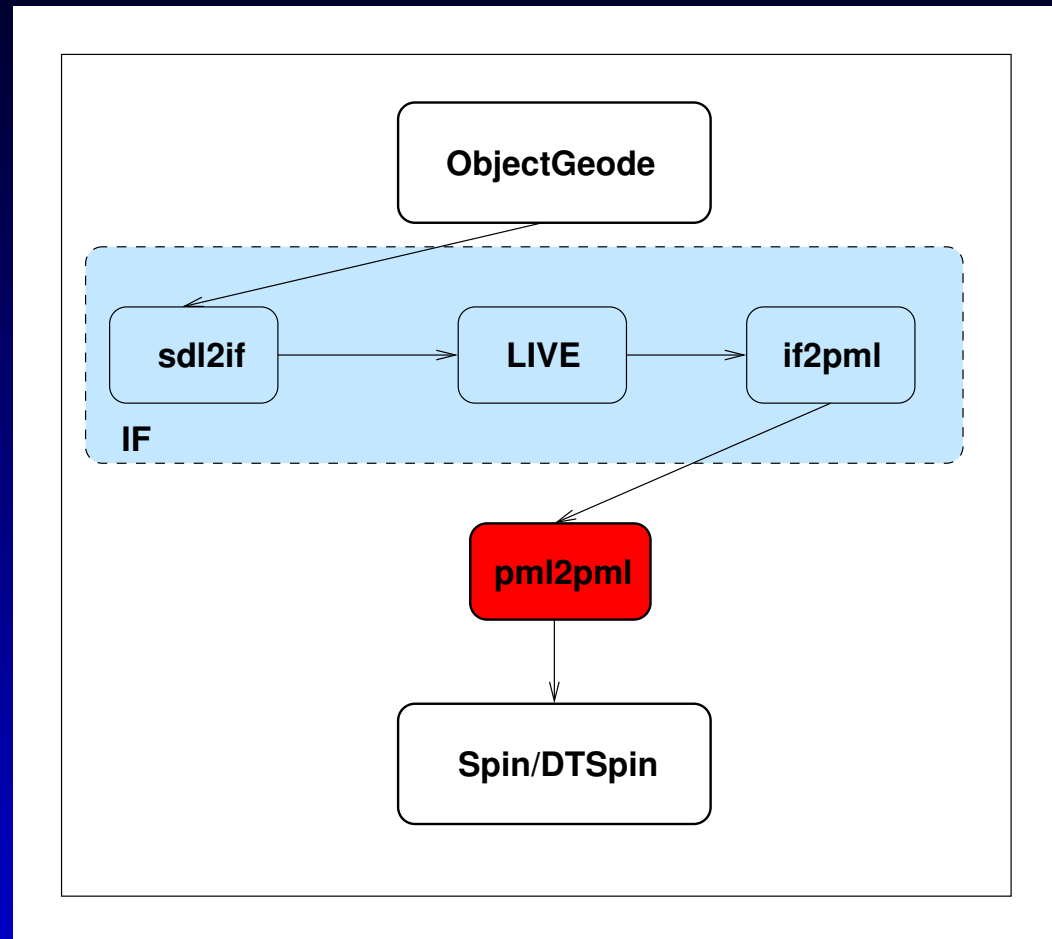 ObjectGeode
sdl2if
LIVE
if2pml
IF
pml2pml
Spin/DTSpin